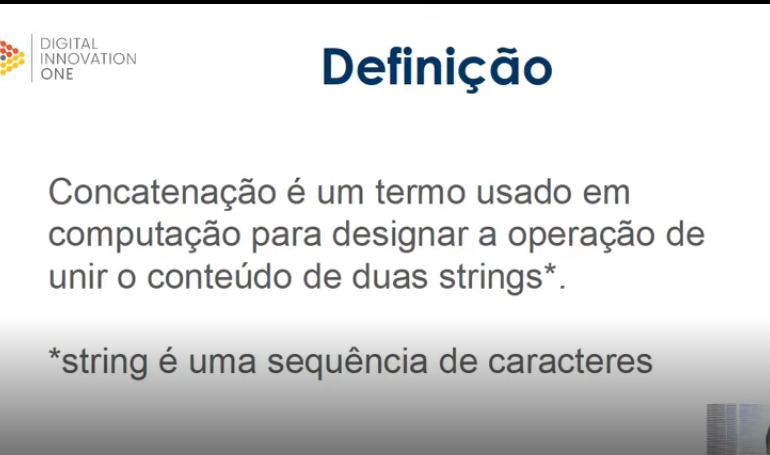 DIGITAL
INNOVATION
ONE
Definição
Concatenação é um termo usado em
computação para designar a operação de
unir o conteúdo de duas strings*.
*string é uma sequência de caracteres